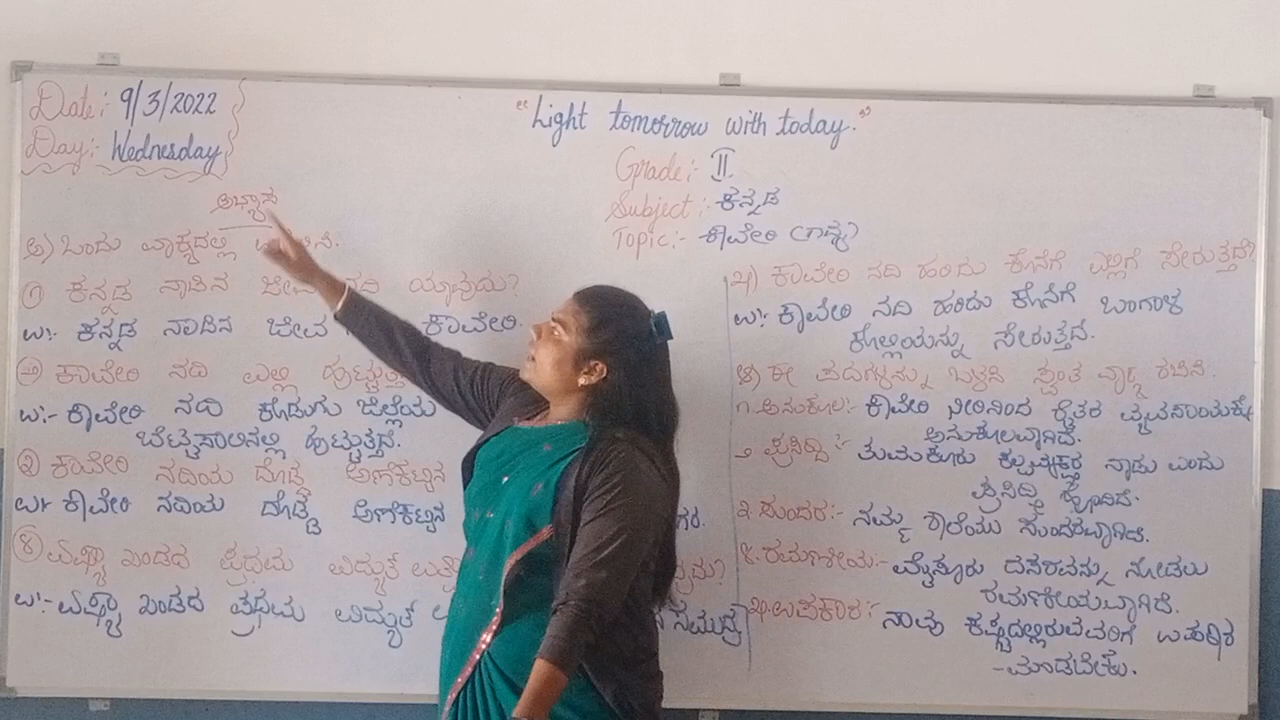 Date:- 9/3/2022
Day:- Wednesday
"Light tomorrow with today."
Grade:- II
Subject:- ಕನ್ನಡ
Topic:- ಕಾವೇರಿ (ಗದ್ಯ)
ಅಭ್ಯಾಸ
ಅ) ಒಂದು ವಾಕ್ಯದಲ್ಲಿ
೧) ಕನ್ನಡ ನಾಡಿನ ಜೀವ ನದಿ ಯಾವುದು?
ಉ:- ಕನ್ನಡ ನಾಡಿನ ಜೀವ ಕಾವೇರಿ.
೨) ಕಾವೇರಿ ನದಿ ಎಲ್ಲಿ
ಉ:- ಕಾವೇರಿ ನದಿ ಕೊಡಗು ಜಿಲ್ಲೆಯ
ಬೆಟ್ಟಸಾಲಿನಲ್ಲಿ ಹುಟ್ಟುತ್ತದೆ.
೩) ಕಾವೇರಿ ನದಿಯ ದೊಡ್ಡ ಅಣೆಕಟ್ಟಿನ
ಉ:- ಕಾವೇರಿ ನದಿಯ ದೊಡ್ಡ ಅಣೆಕಟ್ಟಿನ
೪) ಏಷ್ಯಾ ಖಂಡದ ಪ್ರಥಮ ವಿದ್ಯುತ್
ಉ:- ಏಷ್ಯಾ ಖಂಡದ ಪ್ರಥಮ ವಿದ್ಯುತ್ ಸಮುದ್ರ
೫) ಕಾವೇರಿ ನದಿ ಹರಿದು ಕೊನೆಗೆ ಎಲ್ಲಿಗೆ ಸೇರುತ್ತದೆ?
ಉ:- ಕಾವೇರಿ ನದಿ ಹರಿದು ಕೊನೆಗೆ ಬಂಗಾಳ
ಕೊಲ್ಲಿಯನ್ನು ಸೇರುತ್ತದೆ.
ಆ) ಈ ಪದಗಳನ್ನು ಬಳಸಿ ಸ್ವಂತ ವಾಕ್ಯ ರಚಿಸಿ.
೧. ಅನುಕೂಲ:- ಕಾವೇರಿ ನೀರಿನಿಂದ ರೈತರ ವ್ಯವಸಾಯಕ್ಕೆ
ಅನುಕೂಲವಾಗಿದೆ.
೨ ಪ್ರಸಿದ್ಧಿ:- ತುಮಕೂರು ಕಲ್ಪವೃಕ್ಷದ ನಾಡು ಎಂದು
ಪ್ರಸಿದ್ಧಿ ಹೊಂದಿದೆ.
೩. ಸುಂದರ:- ನಮ್ಮ ಶಾಲೆಯು ಸುಂದರವಾಗಿದೆ.
೪. ರಮಣೀಯ:- ಮೈಸೂರು ದಸರವನ್ನು ನೋಡಲು
ರಮಣೀಯವಾಗಿದೆ.
೫. ಉಪಕಾರ:- ನಾವು ಕಷ್ಟದಲ್ಲಿರುವವರಿಗೆ ಉಪಕಾರ
-ಮಾಡಬೇಕು.